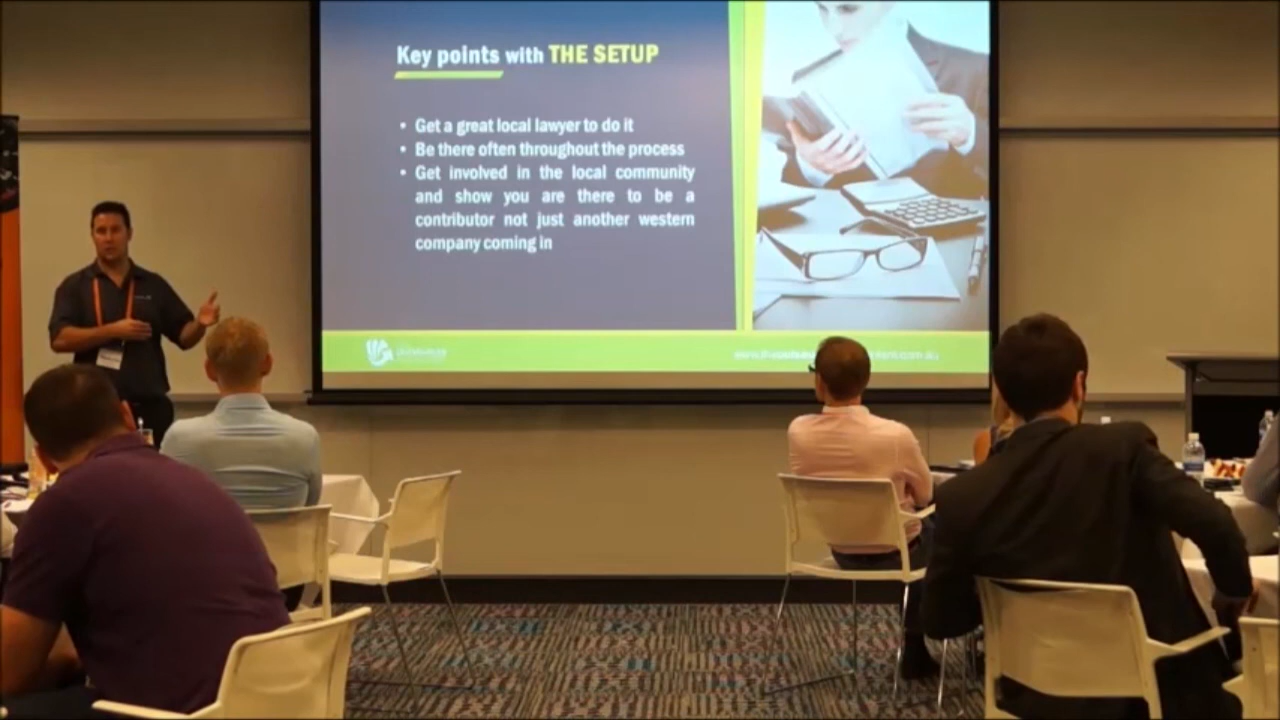 Key points with THE SETUP
• Get a great local lawyer to do it
• Be there often throughout the process
• Get involved in the local community
and show you are there to be a
contributor not just another western
company coming in